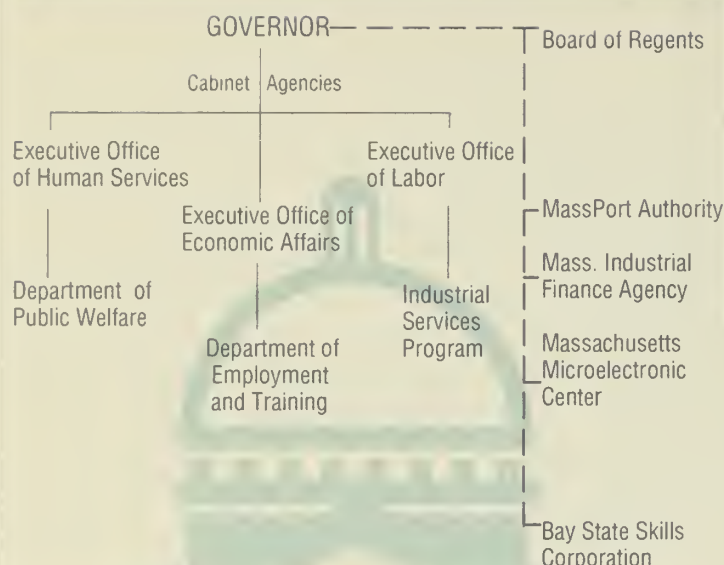 GOVERNOR
Board of Regents
Cabinet Agencies
Executive Office
of Human Services
Executive Office
of Labor
Executive Office of
Economic Affairs
MassPort Authority
Mass. Industrial
Finance Agency
Department of
Public Welfare
Industrial
Services
Program
Department of
Employment
and Training
Massachusetts
Microelectronic
Center
Bay State Skills
Corporation